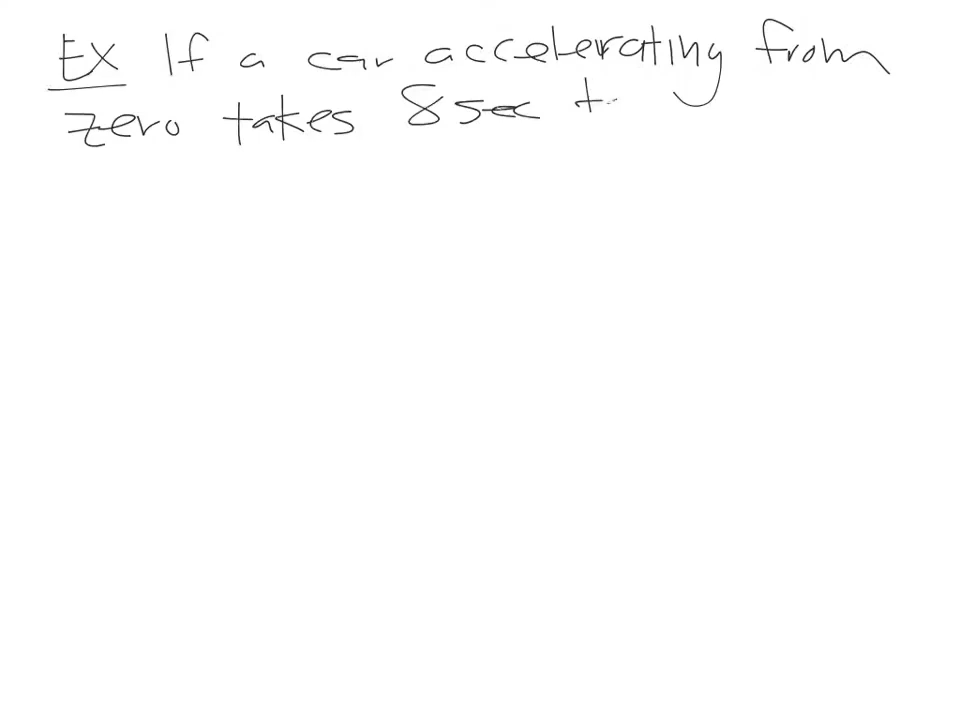 Ex If a car accelerating from
zero takes 8 sec t